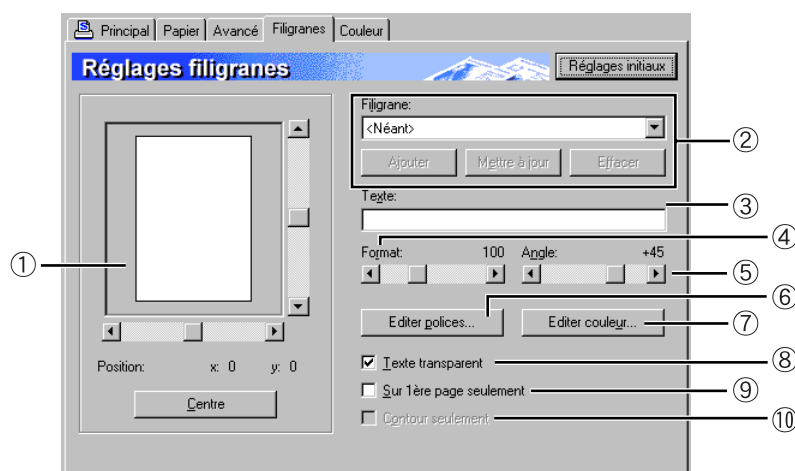 Principal Papier Avancé Filigranes Couleur
Réglages filigranes
Réglages initiaux
Filigrane:
<Néant>
Ajouter Mettre à jour Effacer
②
Texte:
③
④
Format: 100 Angle: +45
⑤
①
⑥
Editer polices... Editer couleur...
⑦
Position: x: 0 y: 0
Texte transparent
⑧
Sur 1ère page seulement
⑨
Centre
Contour seulement
⑩